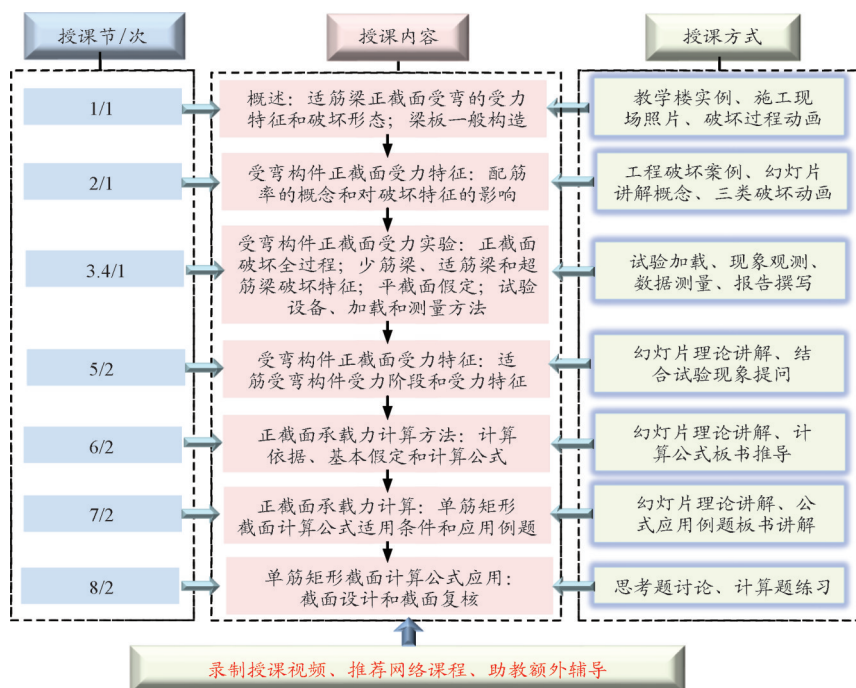 授课节/次
授课内容
授课方式
1/1
概述：适筋梁正截面受弯的受力
特征和破坏形态；梁板一般构造
教学楼实例、施工现
场照片、破坏过程动画
2/1
受弯构件正截面受力特征：配筋
率的概念和对破坏特征的影响
工程破坏案例、幻灯片
讲解概念、三类破坏动画
3.4/1
受弯构件正截面受力实验：正截面
破坏全过程；少筋梁、适筋梁和超
筋梁破坏特征；平截面假定；试验
设备、加载和测量方法
试验加载、现象观测、
数据测量、报告撰写
5/2
受弯构件正截面受力特征：适
筋受弯构件受力阶段和受力特征
幻灯片理论讲解、结
合试验现象提问
6/2
正截面承载力计算方法：计算
依据、基本假定和计算公式
幻灯片理论讲解、计
算公式板书推导
7/2
正截面承载力计算：单筋矩形
截面计算公式适用条件和应用例题
幻灯片理论讲解、公
式应用例题板书讲解
8/2
单筋矩形截面计算公式应用：
截面设计和截面复核
思考题讨论、计算题练习
录制授课视频、推荐网络课程、助教额外辅导